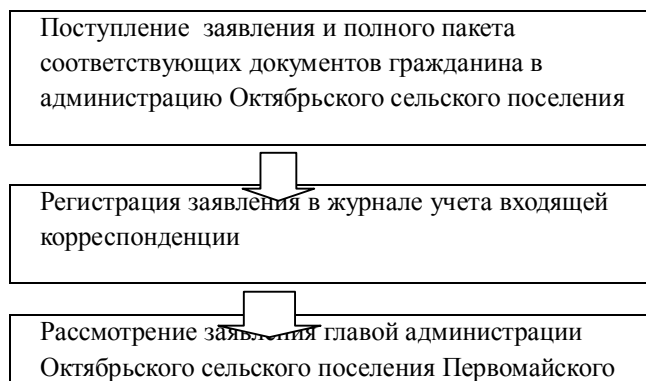 Поступление заявления и полного пакета
соответствующих документов гражданина в
администрацию Октябрьского сельского поселения
Регистрация заявления в журнале учета входящей
корреспонденции
Рассмотрение заявления главой администрации
Октябрьского сельского поселения Первомайского